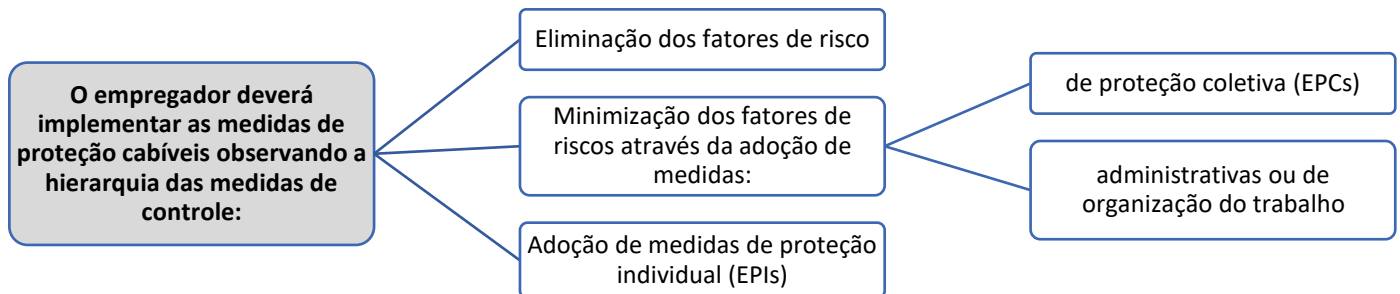 O empregador deverá
implementar as medidas de
proteção cabíveis observando a
hierarquia das medidas de
controle:
Eliminação dos fatores de risco
Minimização dos fatores de
riscos através da adoção de
medidas:
Adoção de medidas de proteção
individual (EPIs)
de proteção coletiva (EPCs)
administrativas ou de
organização do trabalho